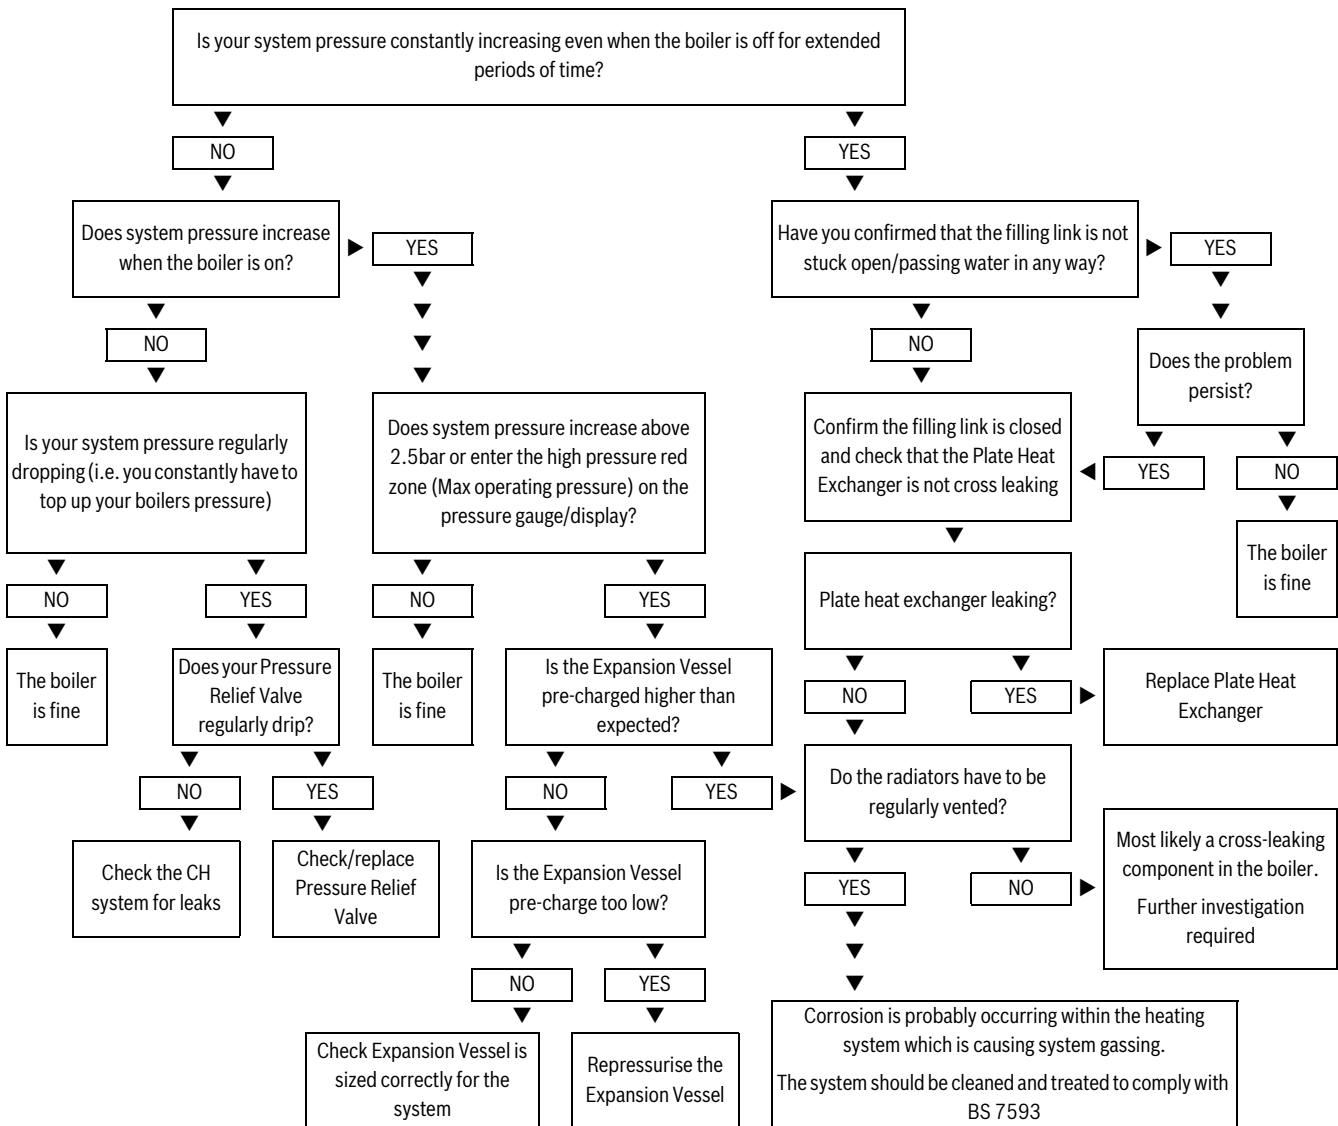 Is your system pressure constantly increasing even when the boiler is off for extended
periods of time?
NO
YES
Does system pressure increase
when the boiler is on?
YES
Have you confirmed that the filling link is not
stuck open/passing water in any way?
YES
NO
NO
Does the problem
persist?
Is your system pressure regularly
dropping (i.e. you constantly have to
top up your boilers pressure)
Does system pressure increase above
2.5bar or enter the high pressure red
zone (Max operating pressure) on the
pressure gauge/display?
Confirm the filling link is closed
and check that the Plate Heat
Exchanger is not cross leaking
YES
NO
The boiler
is fine
NO
YES
NO
YES
Plate heat exchanger leaking?
The boiler
is fine
Does your Pressure
Relief Valve
regularly drip?
The boiler
is fine
Is the Expansion Vessel
pre-charged higher than
expected?
NO
YES
Replace Plate Heat
Exchanger
NO
YES
NO
YES
Do the radiators have to be
regularly vented?
Check the CH
system for leaks
Check/replace
Pressure Relief
Valve
Is the Expansion Vessel
pre-charge too low?
YES
NO
Most likely a cross-leaking
component in the boiler.
Further investigation
required
NO
YES
Check Expansion Vessel is
sized correctly for the
system
Repressurise the
Expansion Vessel
Corrosion is probably occurring within the heating
system which is causing system gassing.
The system should be cleaned and treated to comply with
BS 7593